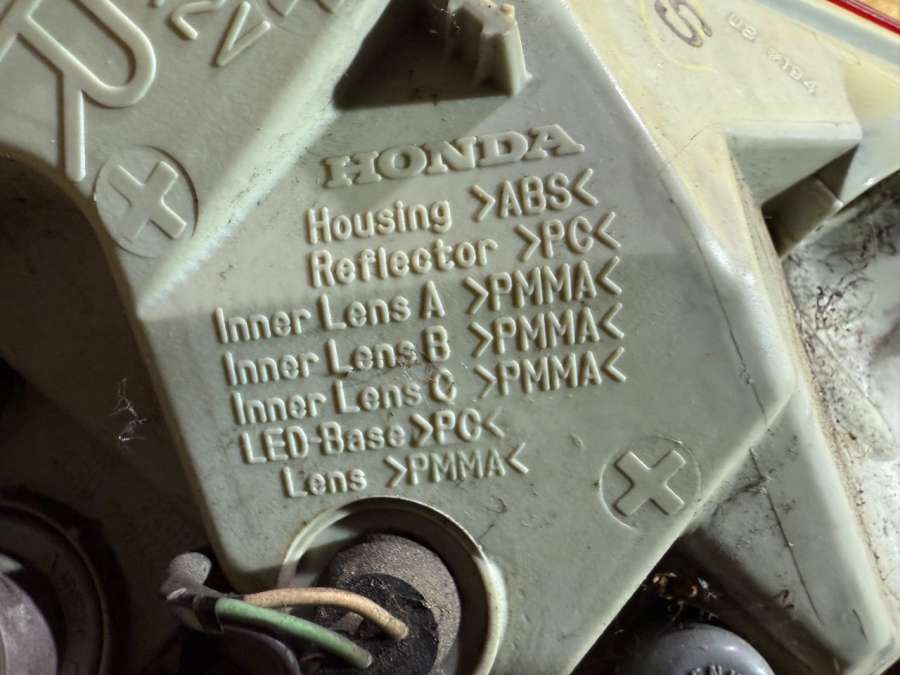 R
12V
S
HONDA
Housing >ABS<
Reflector >PC<
Inner Lens A >PMMA<
Inner Lens B >PMMA<
Inner Lens C >PMMA<
LED-Base >PC<
Lens >PMMA<